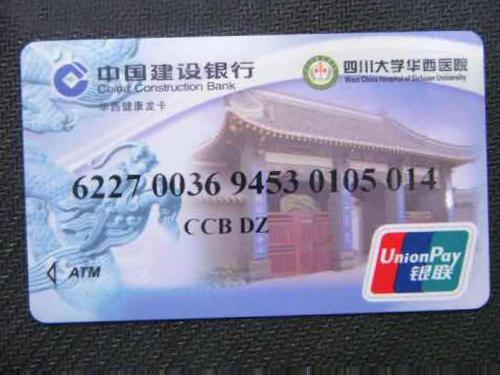 中国建设银行
China Construction Bank
华西健康龙卡
四川大学华西医院
West China Hospital of Sichuan University
6227 0036 9453 0105 014
CCB DZ
ATM
UnionPay
银联